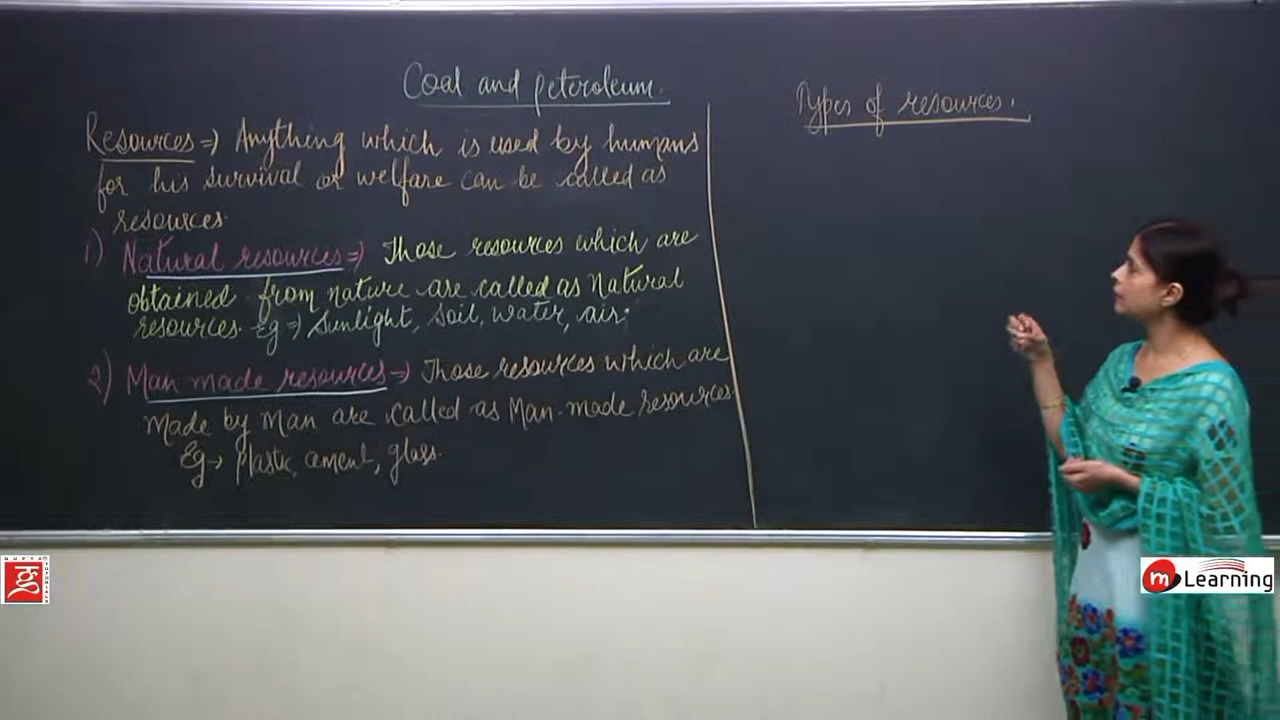 Coal and peteroleum.
Resources ⇒ Anything which is used by humans
for his survival or welfare can be called as
resources.
1) Natural resources ⇒ Those resources which are
obtained from nature are called as Natural
resources. Eg → Sunlight, soil, water, air.
2) Man made resources ⇒ Those resources which are
Made by Man are called as Man-made resources.
Eg → plastic, cement, glass.
Types of resources.
GUPTA
TUTORIALS
m Learning